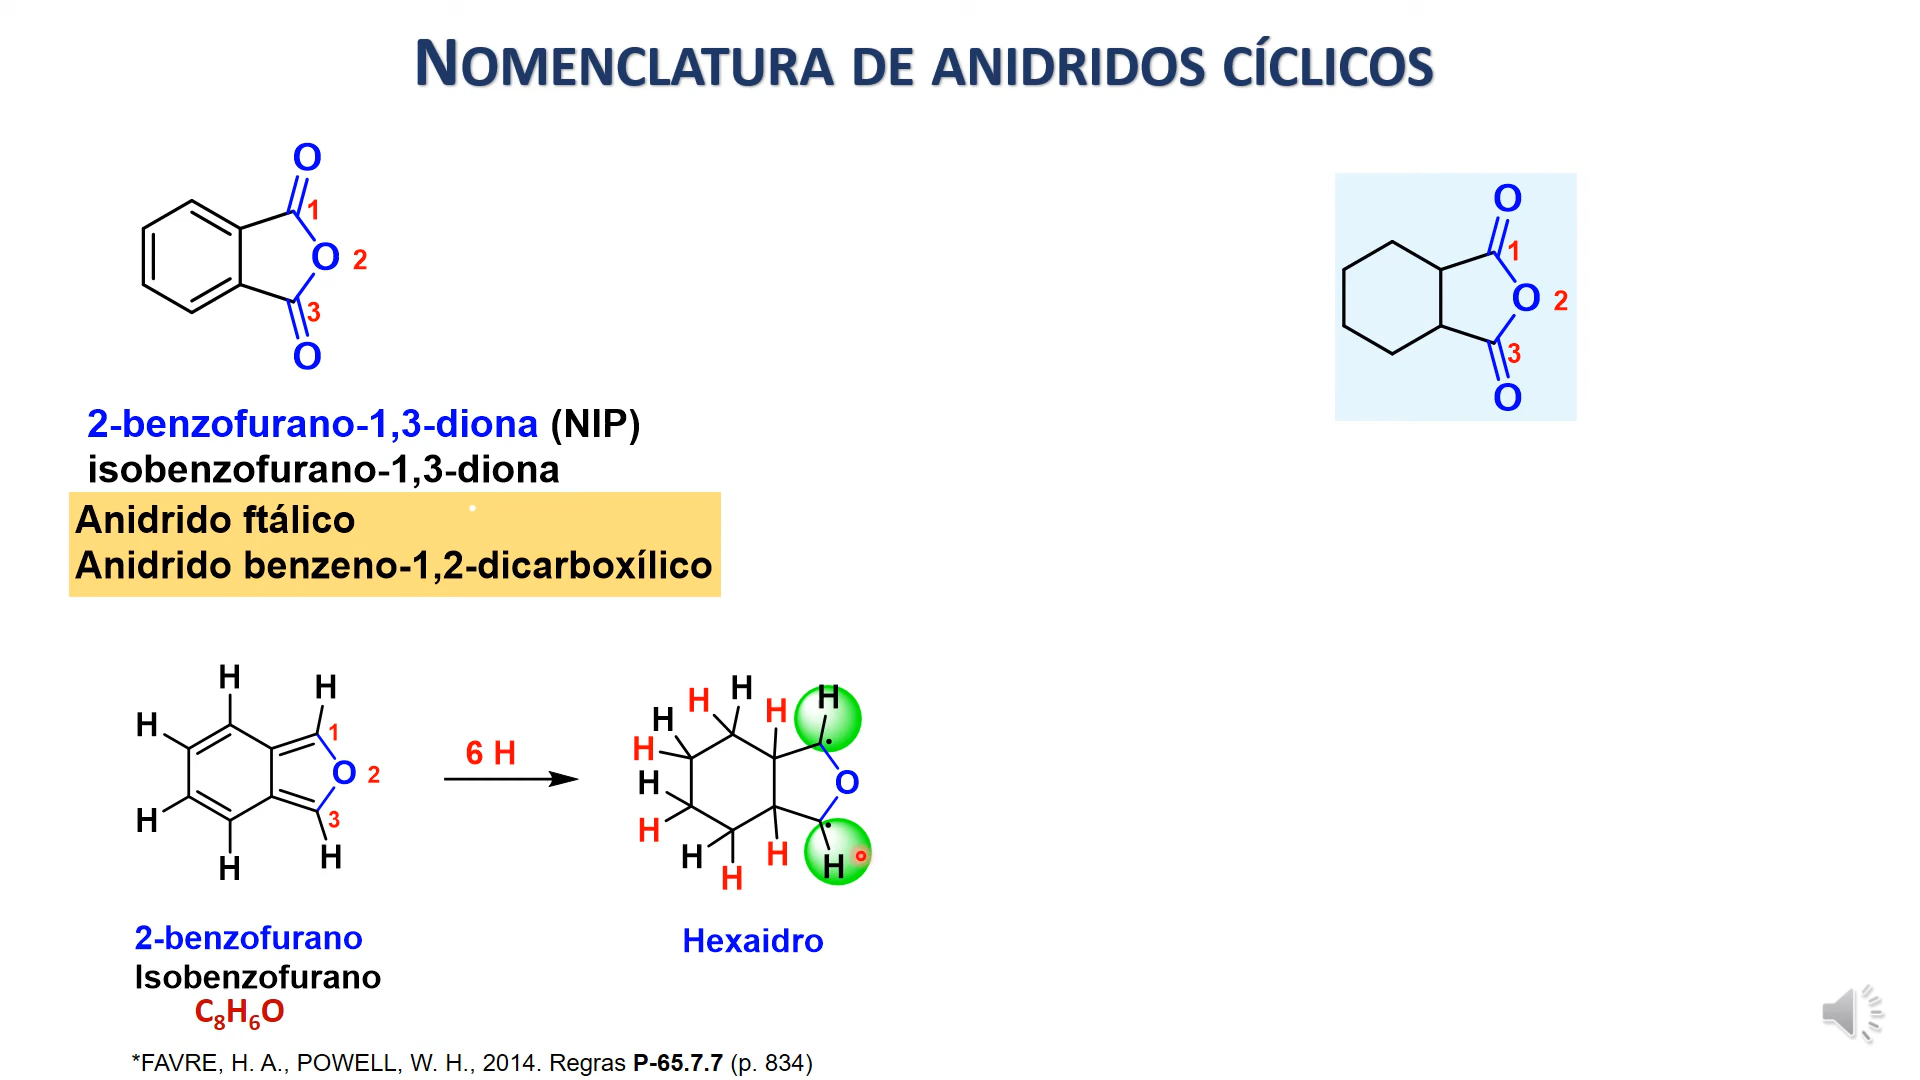 NOMENCLATURA DE ANIDRIDOS CÍCLICOS
O
1
O 2
3
O
O
1
O 2
3
O
2-benzofurano-1,3-diona (NIP)
isobenzofurano-1,3-diona
Anidrido ftálico
Anidrido benzeno-1,2-dicarboxílico
H
H
H
1
O 2
3
H
H
H
6 H
H
H
H
H
H
H
H
O
H
H
H
H
H
H
2-benzofurano
Isobenzofurano
C₈H₆O
Hexaidro
*FAVRE, H. A., POWELL, W. H., 2014. Regras P-65.7.7 (p. 834)